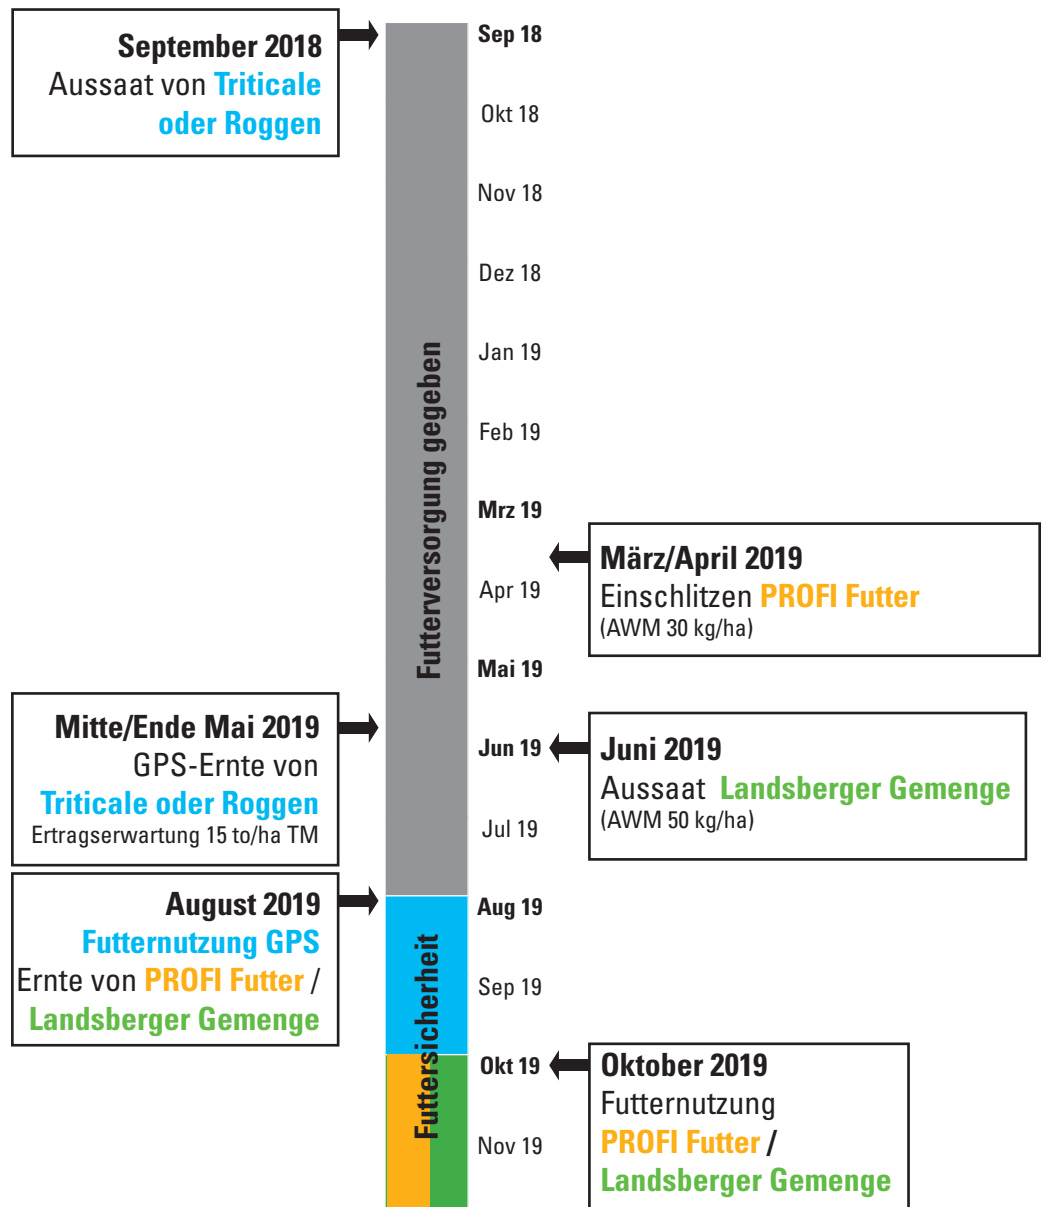 September 2018
Aussaat von Triticale
oder Roggen
Sep 18
Okt 18
Nov 18
Dez 18
Jan 19
Feb 19
Mrz 19
Apr 19
Mai 19
Jun 19
Jul 19
Aug 19
Sep 19
Okt 19
Nov 19
Futterversorgung gegeben
Futtersicherheit
März/April 2019
Einschlitzen PROFI Futter
(AWM 30 kg/ha)
Mitte/Ende Mai 2019
GPS-Ernte von
Triticale oder Roggen
Ertragserwartung 15 to/ha TM
Juni 2019
Aussaat Landsberger Gemenge
(AWM 50 kg/ha)
August 2019
Futternutzung GPS
Ernte von PROFI Futter /
Landsberger Gemenge
Oktober 2019
Futternutzung
PROFI Futter /
Landsberger Gemenge